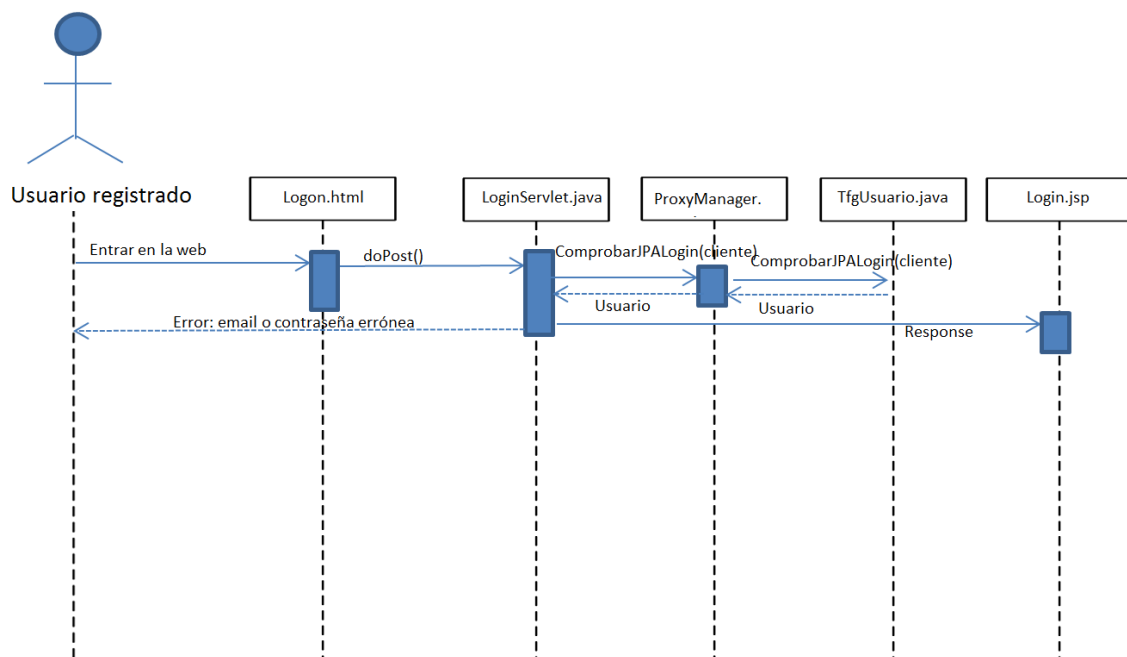 Usuario registrado
Logon.html
LoginServlet.java
ProxyManager.
TfgUsuario.java
Login.jsp
Entrar en la web
doPost()
ComprobarJPALogin(cliente)
ComprobarJPALogin(cliente)
Usuario
Usuario
Error: email o contraseña errónea
Response